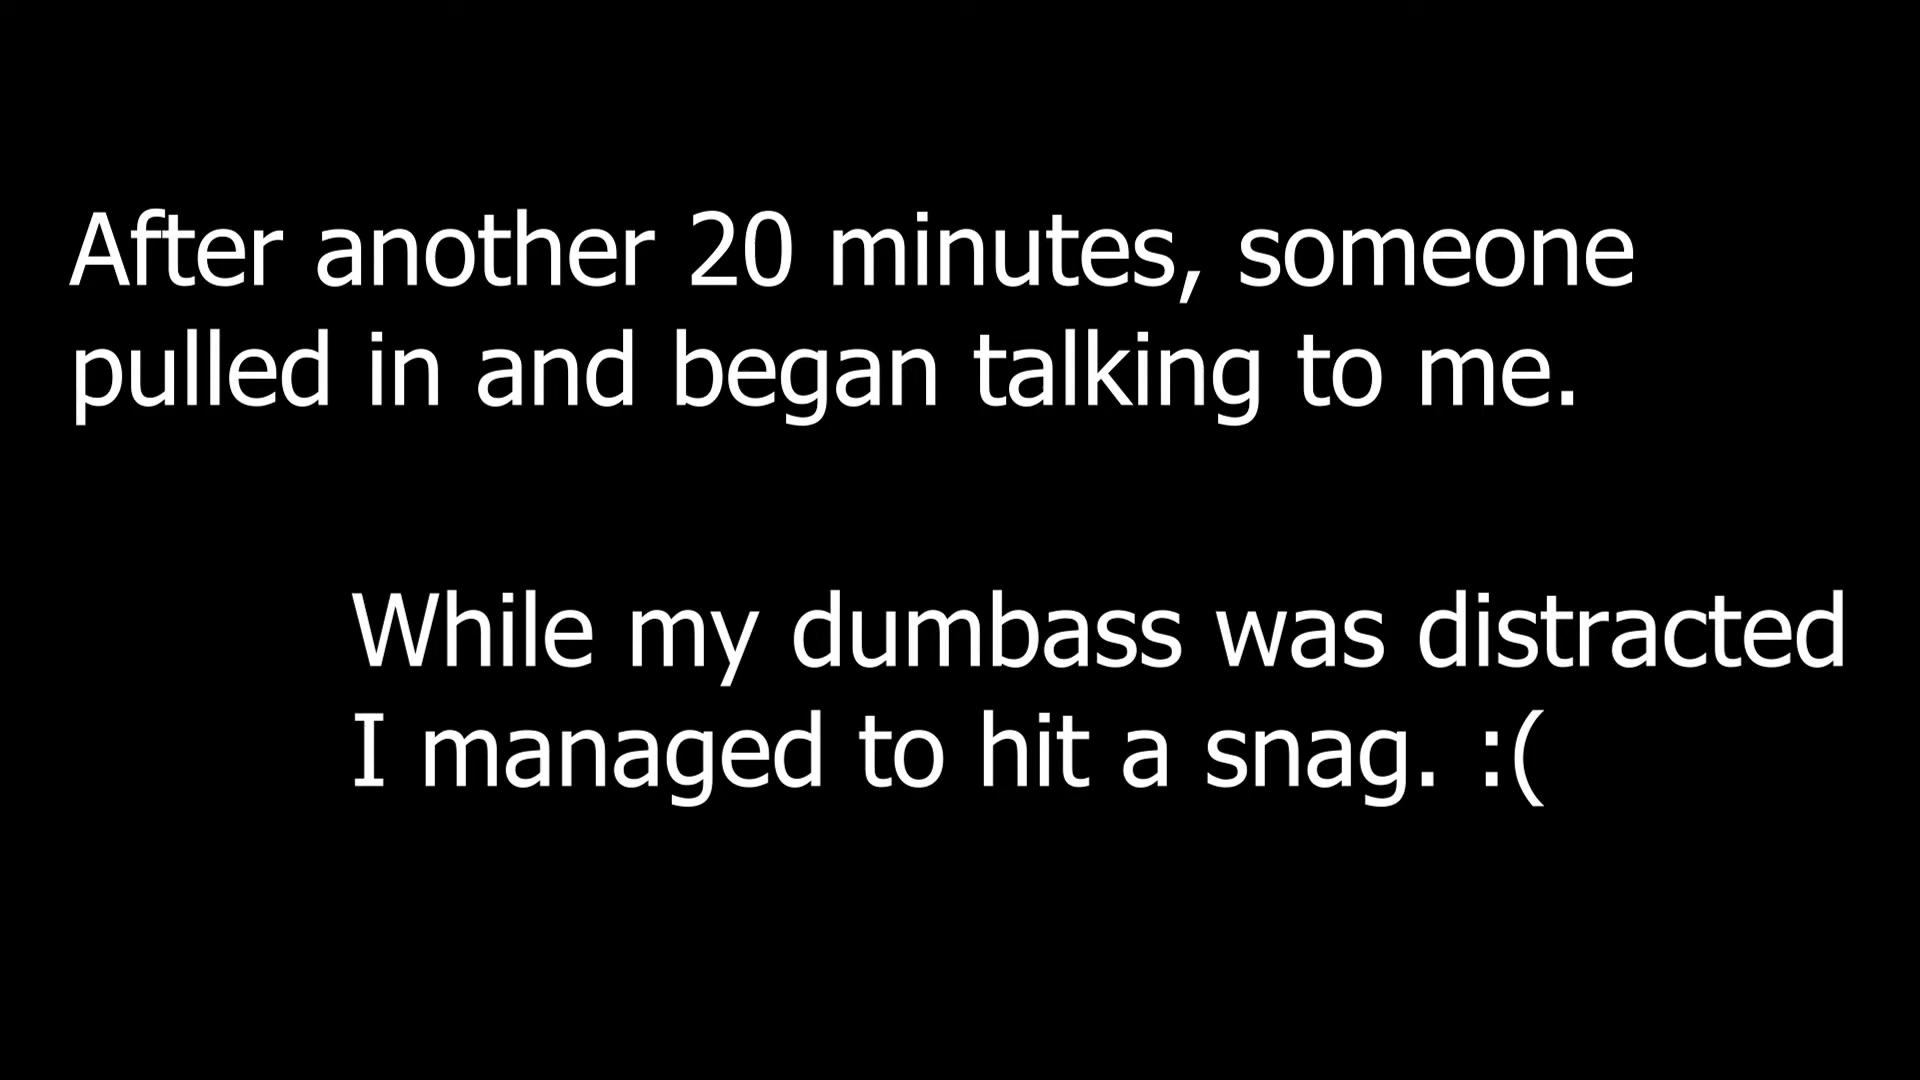 After another 20 minutes, someone
pulled in and began talking to me.
While my dumbass was distracted
I managed to hit a snag. :(